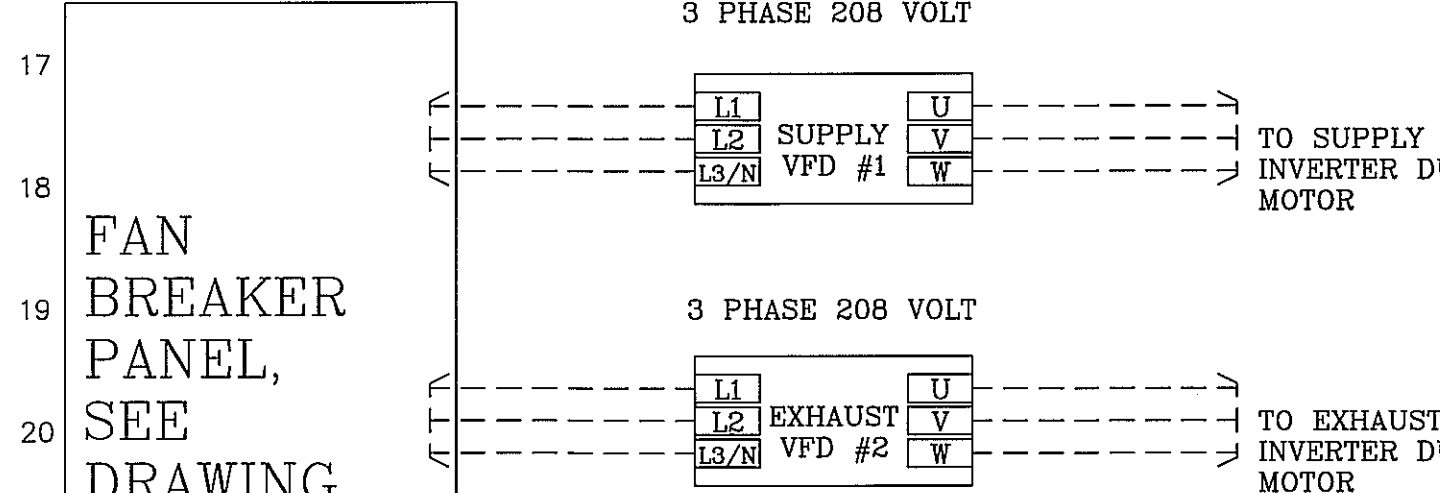 3 PHASE 208 VOLT
17
L1 U
L2 SUPPLY V TO SUPPLY
L3/N VFD #1 W INVERTER
18
MOTOR
FAN
BREAKER
19
3 PHASE 208 VOLT
PANEL,
L1 U
20
SEE
L2 EXHAUST V TO EXHAUST
L3/N VFD #2 W INVERTER
DRAWING
MOTOR